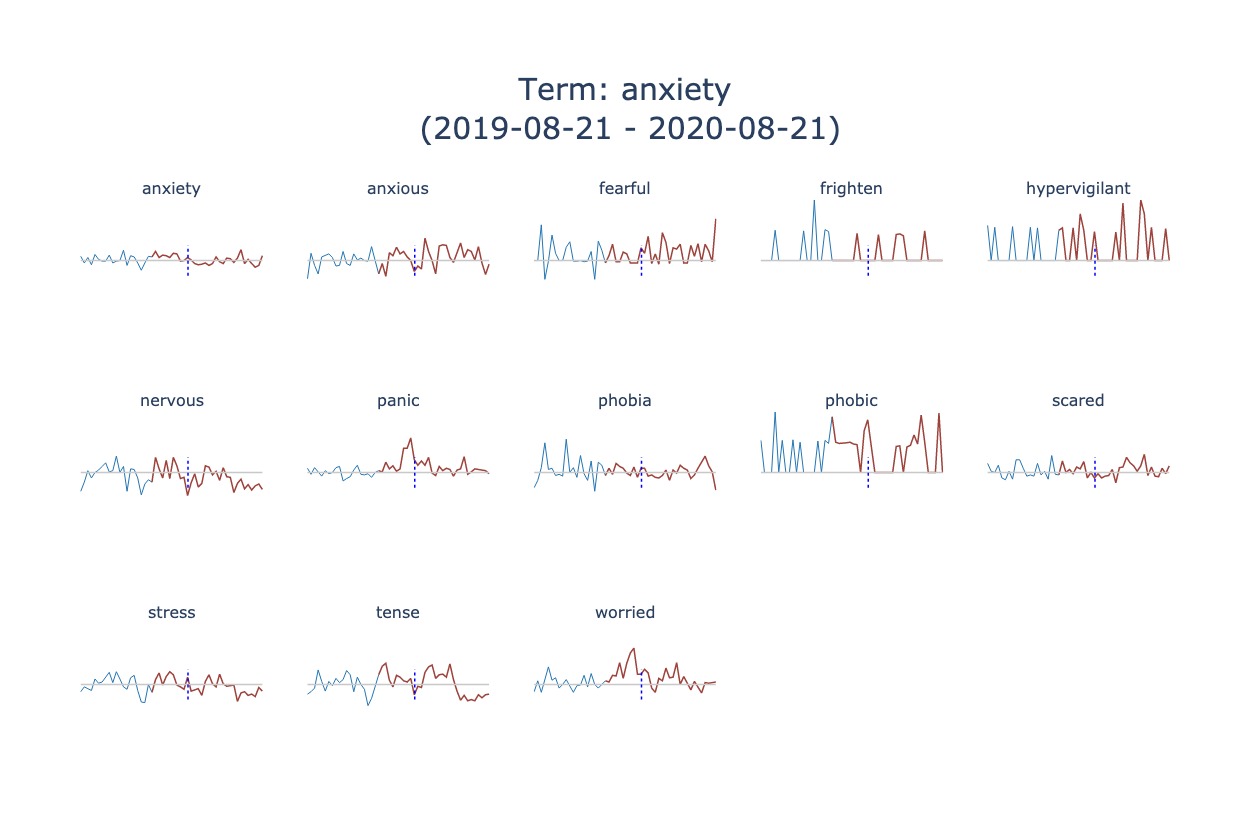 Term: anxiety
(2019-08-21 - 2020-08-21)
anxiety anxious fearful frighten hypervigilant
nervous panic phobia phobic scared
stress tense worried